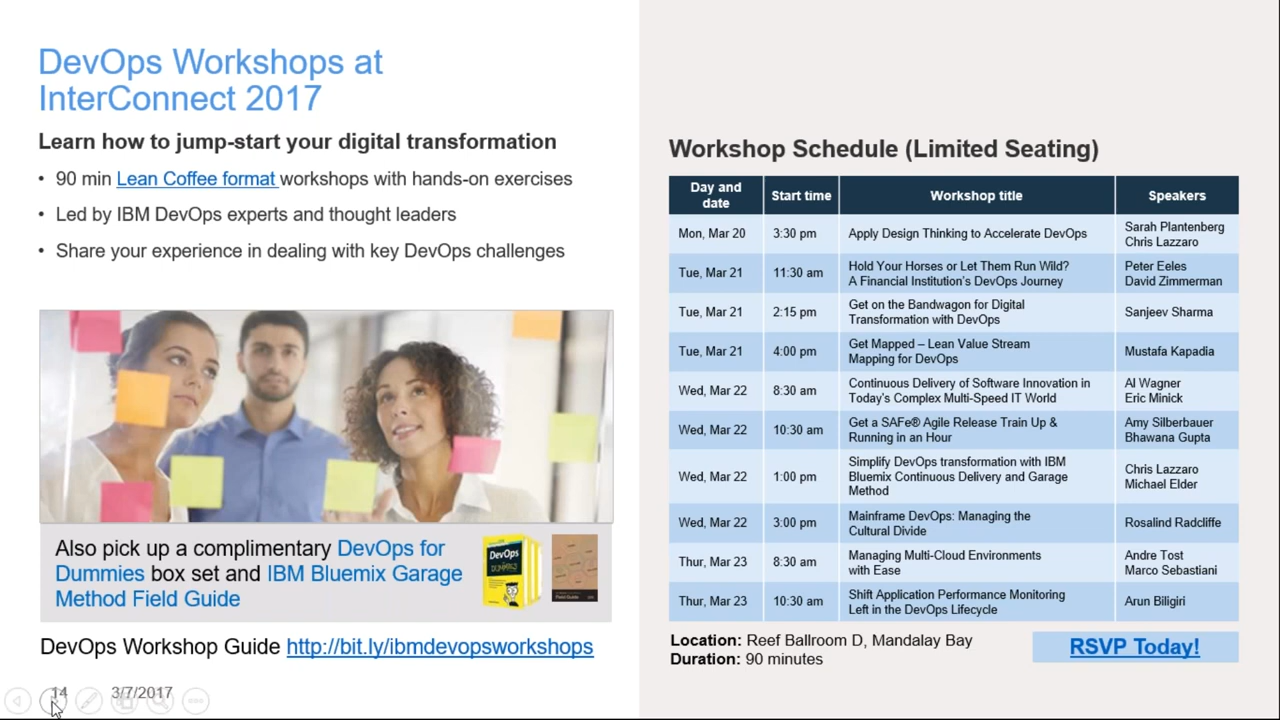 DevOps Workshops at
InterConnect 2017
Learn how to jump-start your digital transformation
• 90 min Lean Coffee format workshops with hands-on exercises
• Led by IBM DevOps experts and thought leaders
• Share your experience in dealing with key DevOps challenges
Also pick up a complimentary DevOps for
Dummies box set and IBM Bluemix Garage
Method Field Guide
DevOps
DUMMIES
Field Guide
DevOps Workshop Guide http://bit.ly/ibmdevopsworkshops
14 3/7/2017
Workshop Schedule (Limited Seating)
Day and date Start time Workshop title Speakers
Mon, Mar 20 3:30 pm Apply Design Thinking to Accelerate DevOps Sarah Plantenberg
Chris Lazzaro
Tue, Mar 21 11:30 am Hold Your Horses or Let Them Run Wild? Peter Eeles
A Financial Institution's DevOps Journey David Zimmerman
Tue, Mar 21 2:15 pm Get on the Bandwagon for Digital
Transformation with DevOps Sanjeev Sharma
Tue, Mar 21 4:00 pm Get Mapped – Lean Value Stream
Mapping for DevOps Mustafa Kapadia
Wed, Mar 22 8:30 am Continuous Delivery of Software Innovation in Al Wagner
Today's Complex Multi-Speed IT World Eric Minick
Wed, Mar 22 10:30 am Get a SAFe® Agile Release Train Up & Amy Silberbauer
Running in an Hour Bhawana Gupta
Wed, Mar 22 1:00 pm Simplify DevOps transformation with IBM
Bluemix Continuous Delivery and Garage Chris Lazzaro
Method Michael Elder
Wed, Mar 22 3:00 pm Mainframe DevOps: Managing the
Cultural Divide Rosalind Radcliffe
Thur, Mar 23 8:30 am Managing Multi-Cloud Environments Andre Tost
with Ease Marco Sebastiani
Thur, Mar 23 10:30 am Shift Application Performance Monitoring
Left in the DevOps Lifecycle Arun Biligiri
Location: Reef Ballroom D, Mandalay Bay
Duration: 90 minutes
RSVP Today!